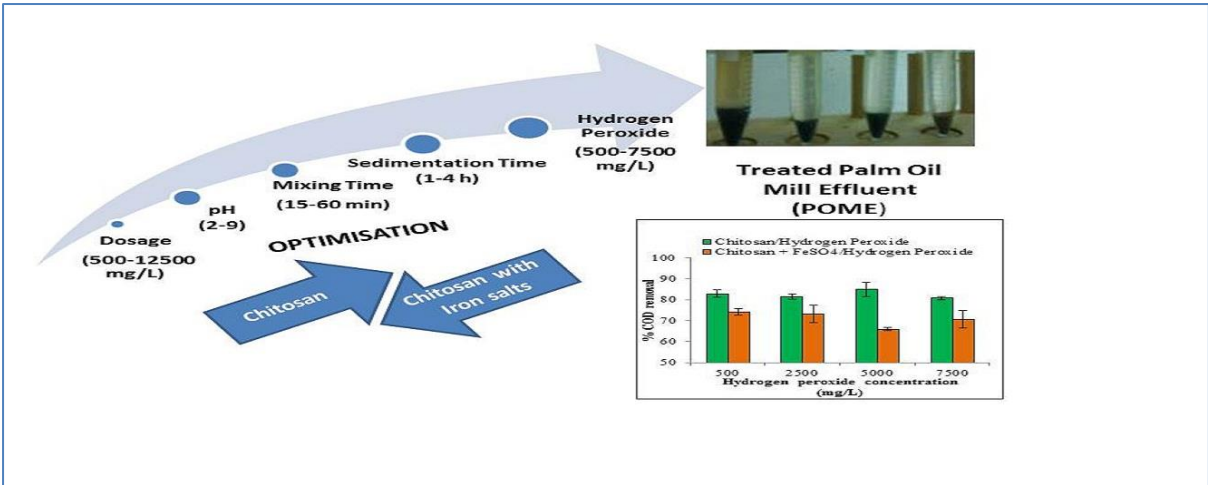 Dosage
(500-12500
mg/L)
pH
(2-9)
Mixing Time
(15-60 min)
Sedimentation Time
(1-4 h)
Hydrogen
Peroxide
(500-7500
mg/L)
OPTIMISATION
Chitosan
Chitosan with
Iron salts
Treated Palm Oil
Mill Effluent
(POME)
Chitosan/Hydrogen Peroxide
Chitosan + FeSO4/Hydrogen Peroxide
% COD removal
100
90
80
70
60
50
500 2500 5000 7500
Hydrogen peroxide concentration
(mg/L)